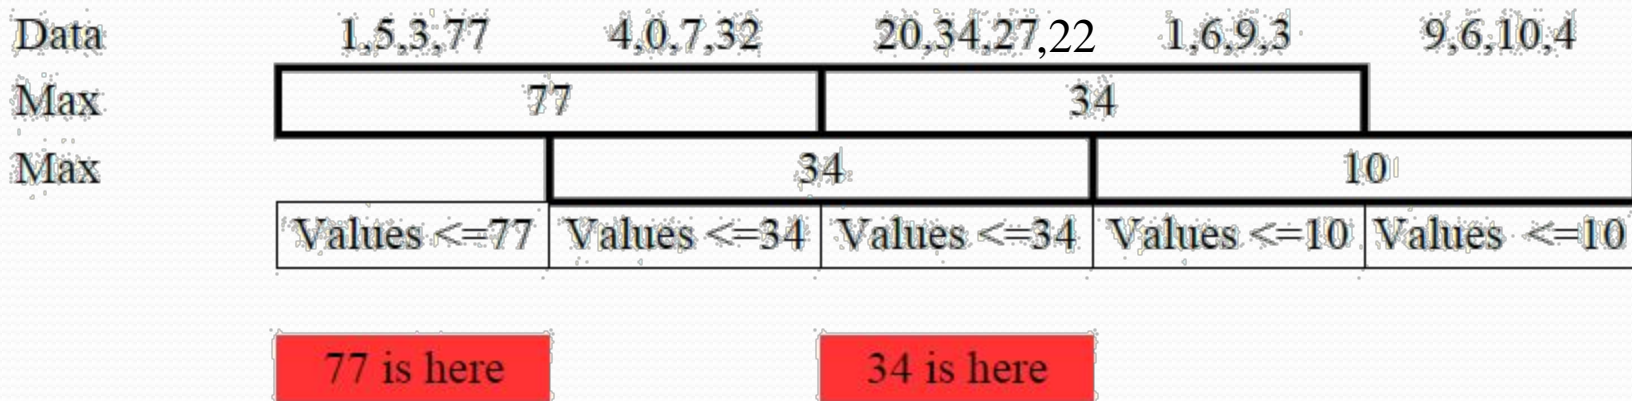 Data 1,5,3,77 4,0,7,32 20,34,27,22 1,6,9,3 9,6,10,4
Max 77 34
Max 34 10
Values <=77 Values <=34 Values <=34 Values <=10 Values <=10
77 is here 34 is here